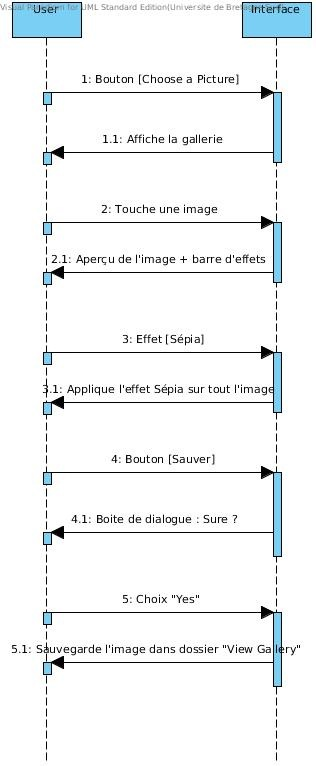 Visual Paradigm for UML Standard Edition(Universite de Bretagne
User
Interface
1: Bouton [Choose a Picture]
1.1: Affiche la gallerie
2: Touche une image
2.1: Aperçu de l'image + barre d'effets
3: Effet [Sépia]
3.1: Applique l'effet Sépia sur tout l'image
4: Bouton [Sauver]
4.1: Boite de dialogue : Sure ?
5: Choix "Yes"
5.1: Sauvegarde l'image dans dossier "View Gallery"